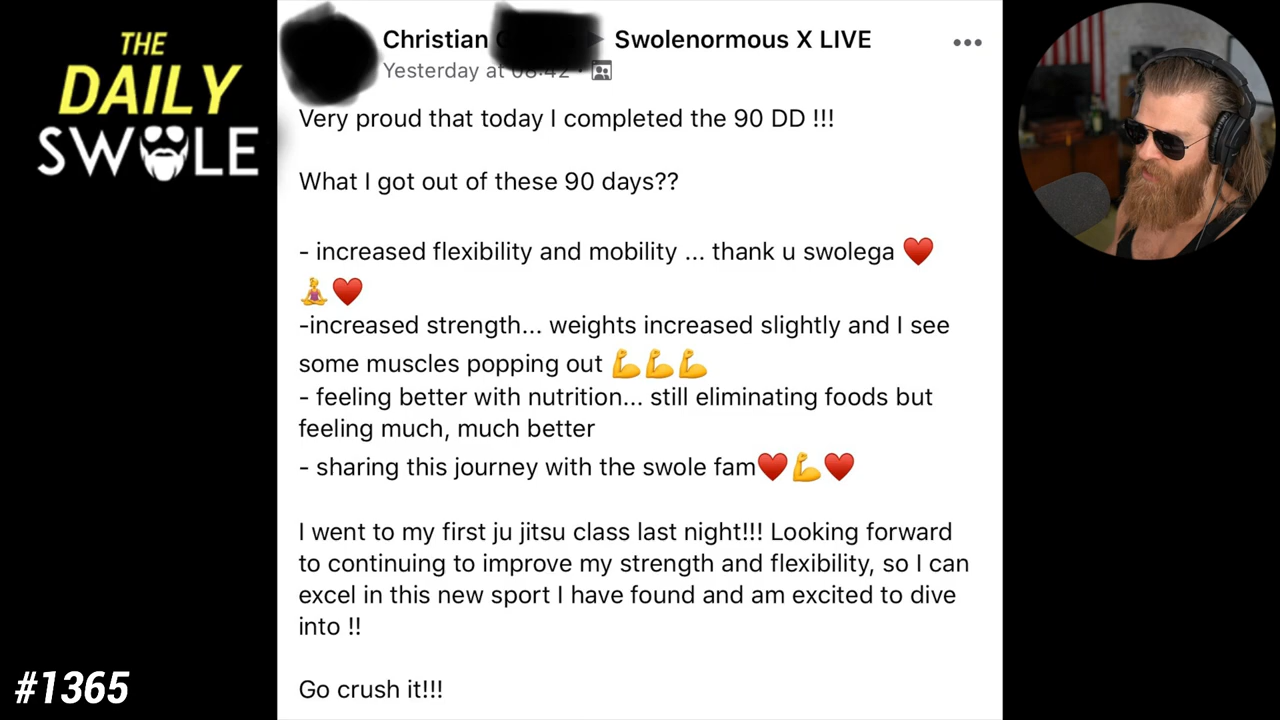 THE
DAILY
SWOLE
Christian Swolenormous X LIVE
Yesterday at 08:42 ·
Very proud that today I completed the 90 DD !!!
What I got out of these 90 days??
- increased flexibility and mobility ... thank u swolega ❤️
🧘‍♀️❤️
-increased strength... weights increased slightly and I see
some muscles popping out 💪💪💪
- feeling better with nutrition... still eliminating foods but
feeling much, much better
- sharing this journey with the swole fam❤️💪❤️
I went to my first ju jitsu class last night!!! Looking forward
to continuing to improve my strength and flexibility, so I can
excel in this new sport I have found and am excited to dive
into !!
Go crush it!!!
#1365